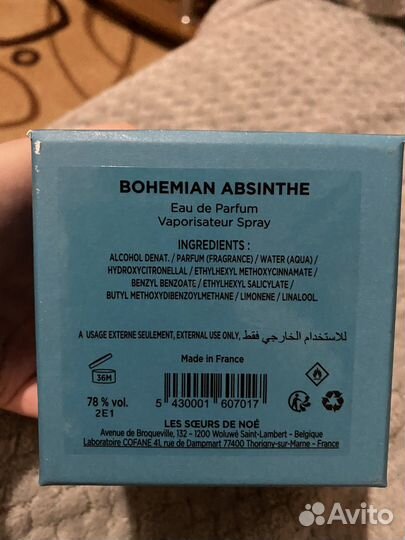 BOHEMIAN ABSINTHE
Eau de Parfum
Vaporisateur Spray
INGREDIENTS :
ALCOHOL DENAT. / PARFUM (FRAGRANCE) / WATER (AQUA) /
HYDROXYCITRONELLAL / ETHYLHEXYL METHOXYCINNAMATE /
BENZYL BENZOATE / ETHYLHEXYL SALICYLATE /
BUTYL METHOXYDIBENZOYLMETHANE / LIMONENE / LINALOOL.
A USAGE EXTERNE SEULEMENT, EXTERNAL USE ONLY, للاستخدام الخارجي فقط.
Made in France
36M
78 % vol.
2E1
5 430001 607017
LES SŒURS DE NOÉ
Avenue de Broqueville, 132 - 1200 Woluwé Saint-Lambert - Belgique
Laboratoire COFANE 41, rue de Dampmart 77400 Thorigny-sur-Marne - France
Avito